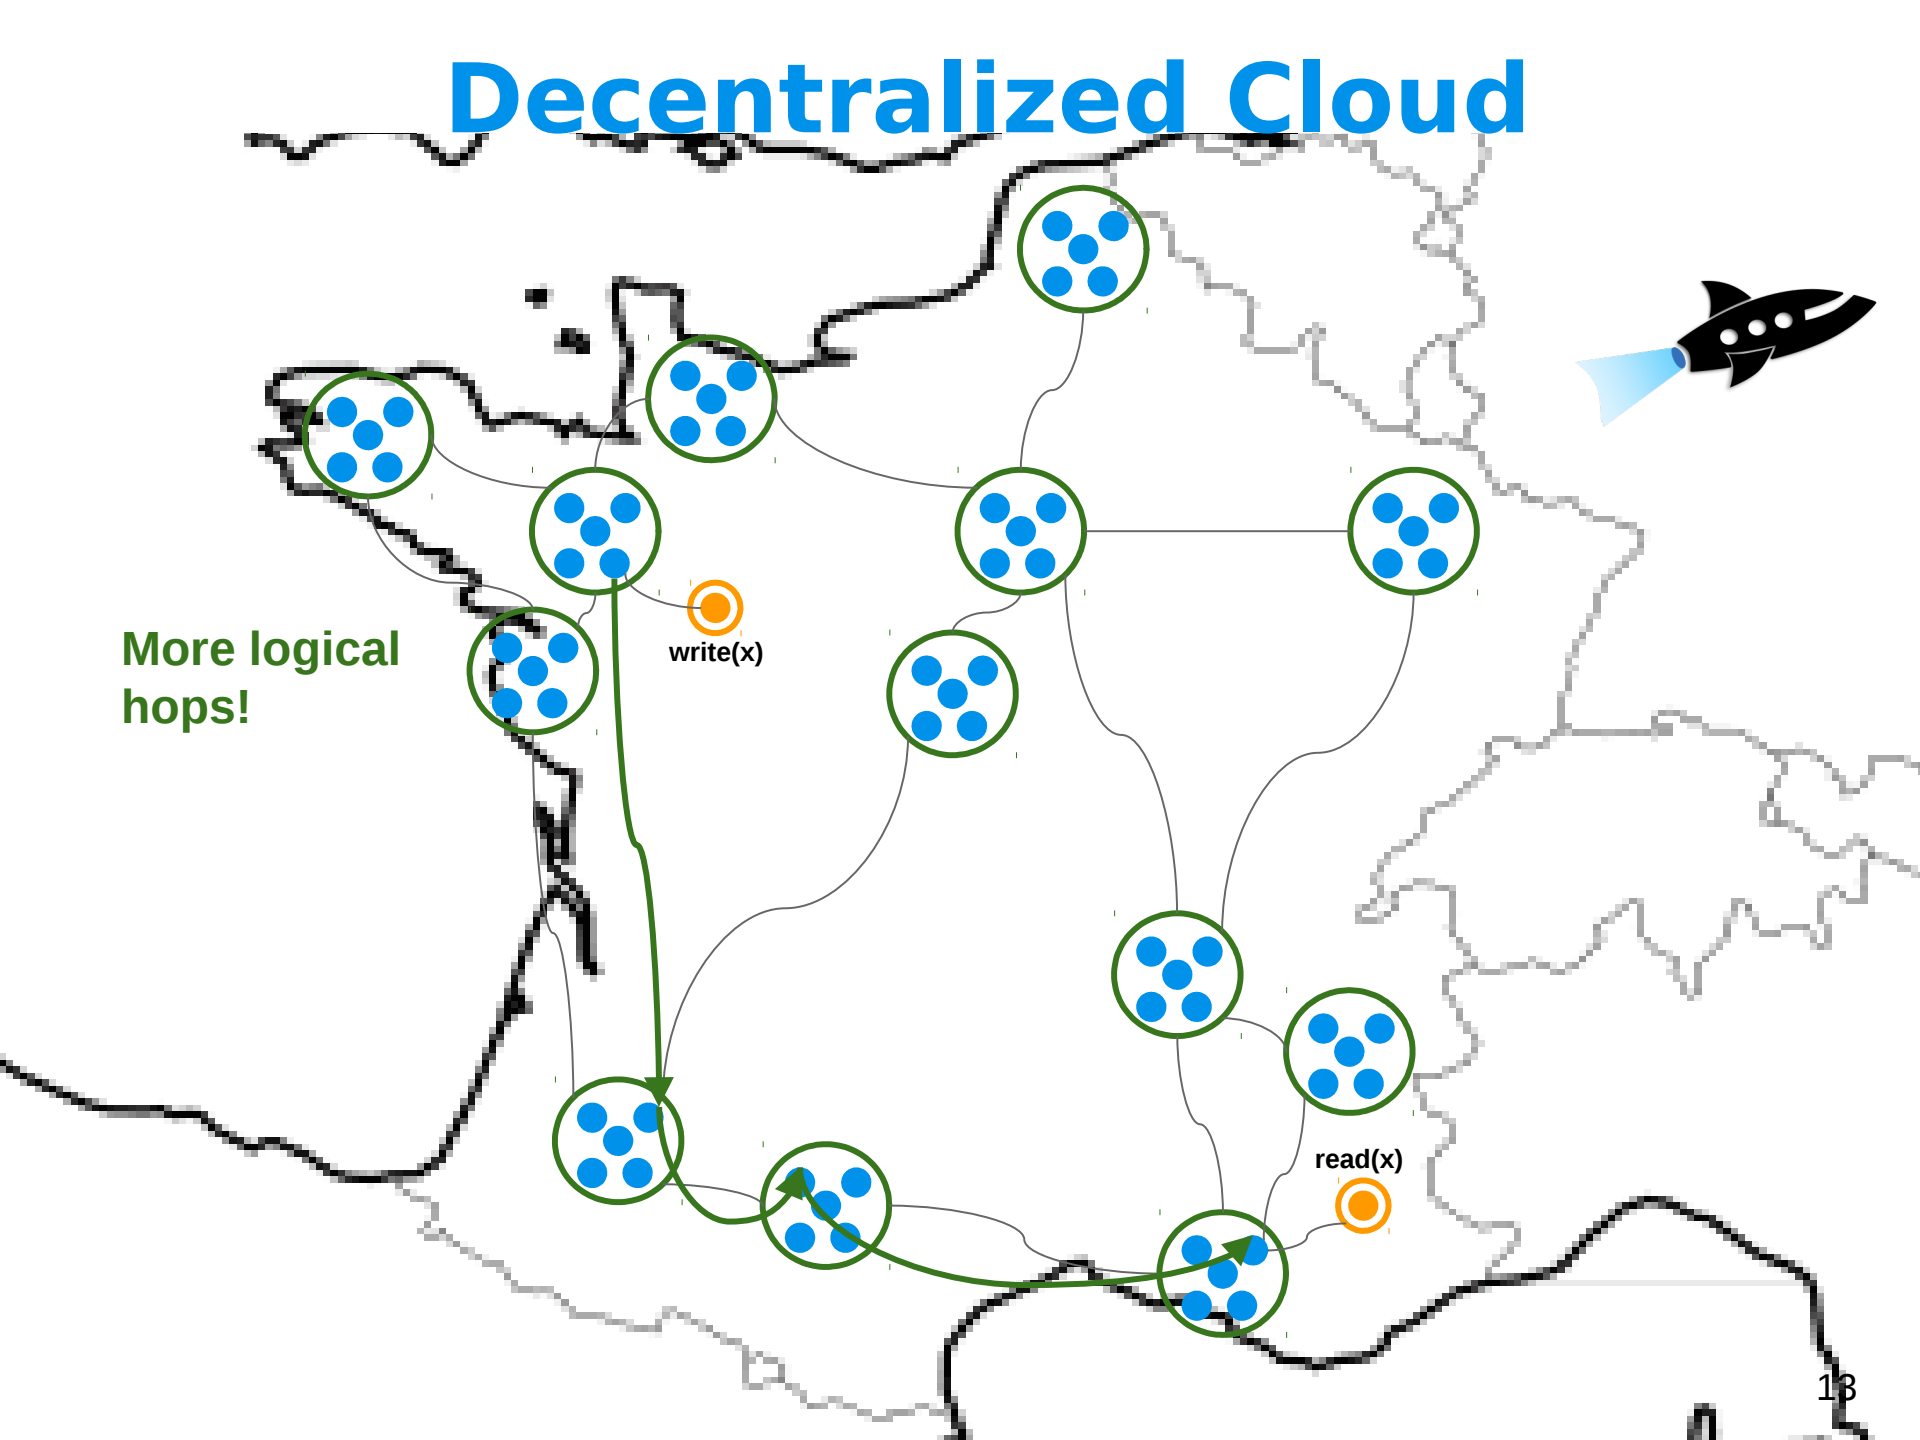 Decentralized Cloud
More logical
hops!
write(x)
read(x)
13